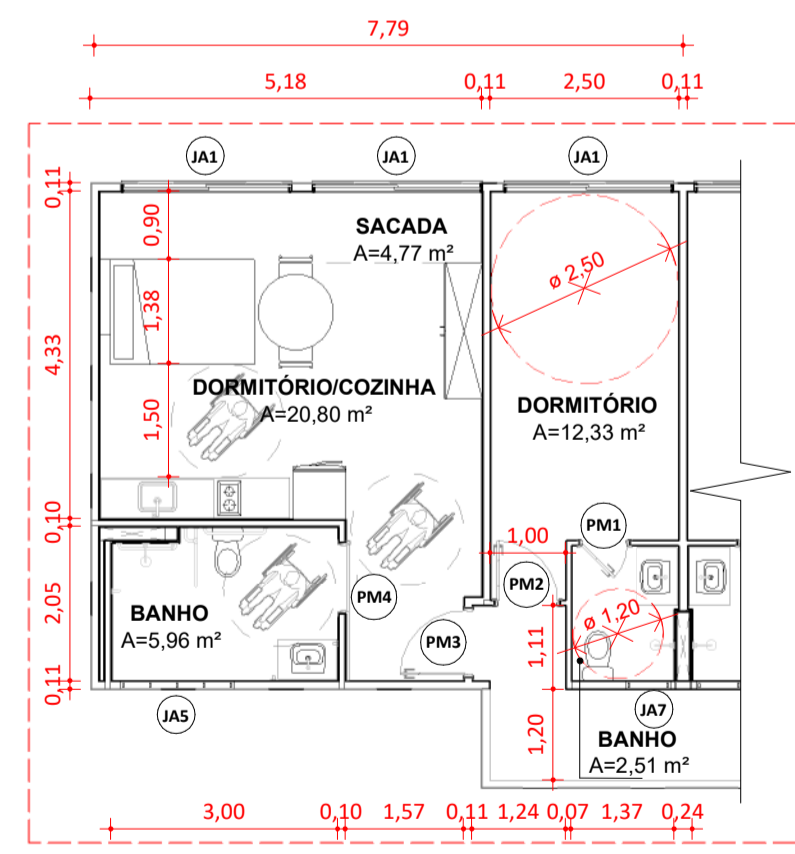 7,79
5,18 0,11 2,50 0,11
JA1 JA1 JA1
0,11
0,90
SACADA
A=4,77 m²
ø 2,50
1,38
4,33
DORMITÓRIO/COZINHA
A=20,80 m²
1,50
DORMITÓRIO
A=12,33 m²
0,10
1,00
PM1
PM2
PM4
2,05
BANHO
A=5,96 m²
ø 1,20
PM3
1,11
0,11
JA5
JA7
1,20
BANHO
A=2,51 m²
3,00 0,10 1,57 0,11 1,24 0,07 1,37 0,24